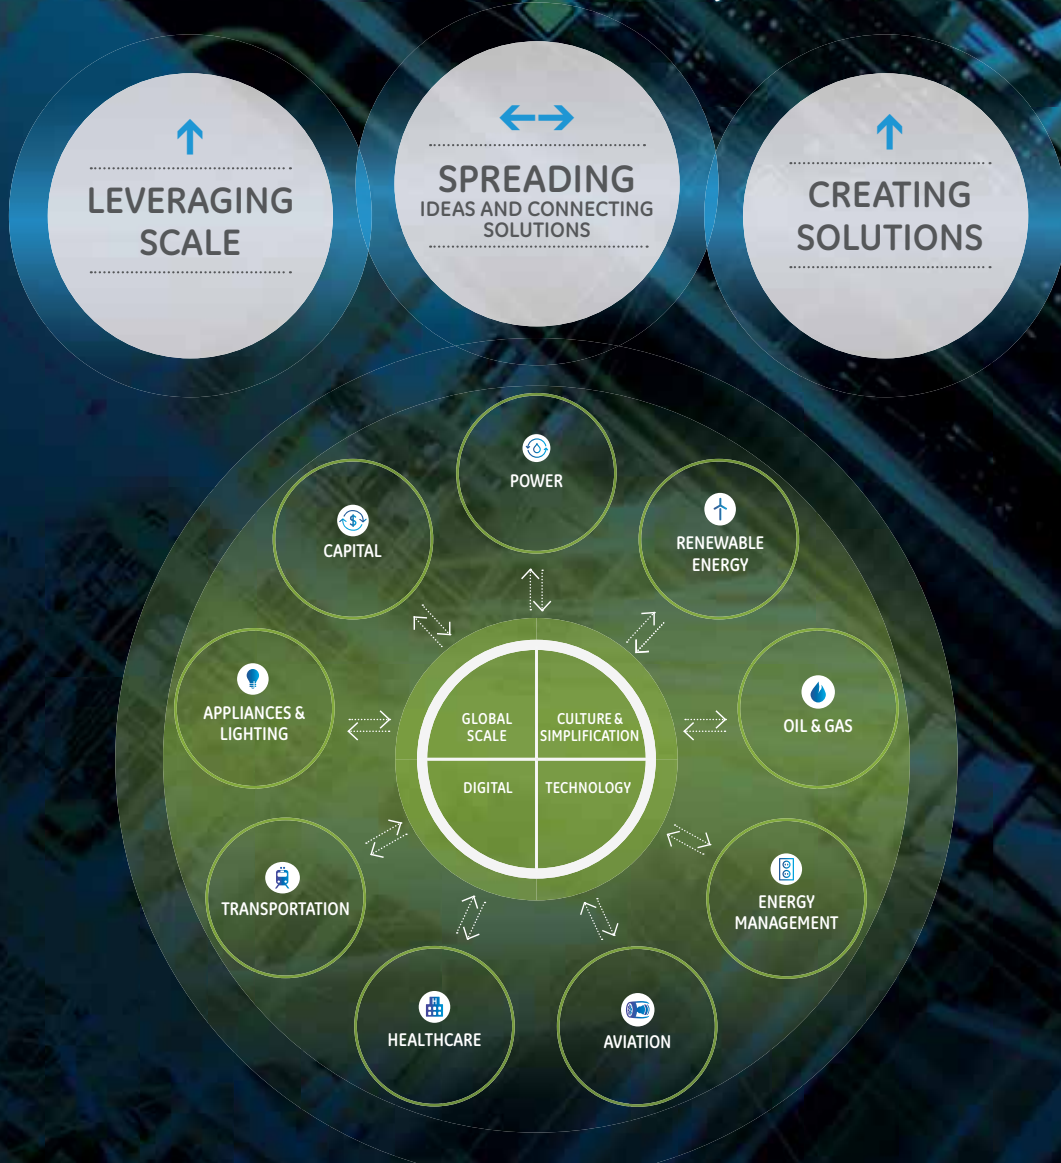 LEVERAGING
SCALE
SPREADING
IDEAS AND CONNECTING
SOLUTIONS
CREATING
SOLUTIONS
POWER
CAPITAL
RENEWABLE
ENERGY
APPLIANCES &
LIGHTING
OIL & GAS
GLOBAL
SCALE
CULTURE &
SIMPLIFICATION
DIGITAL
TECHNOLOGY
TRANSPORTATION
ENERGY
MANAGEMENT
HEALTHCARE
AVIATION